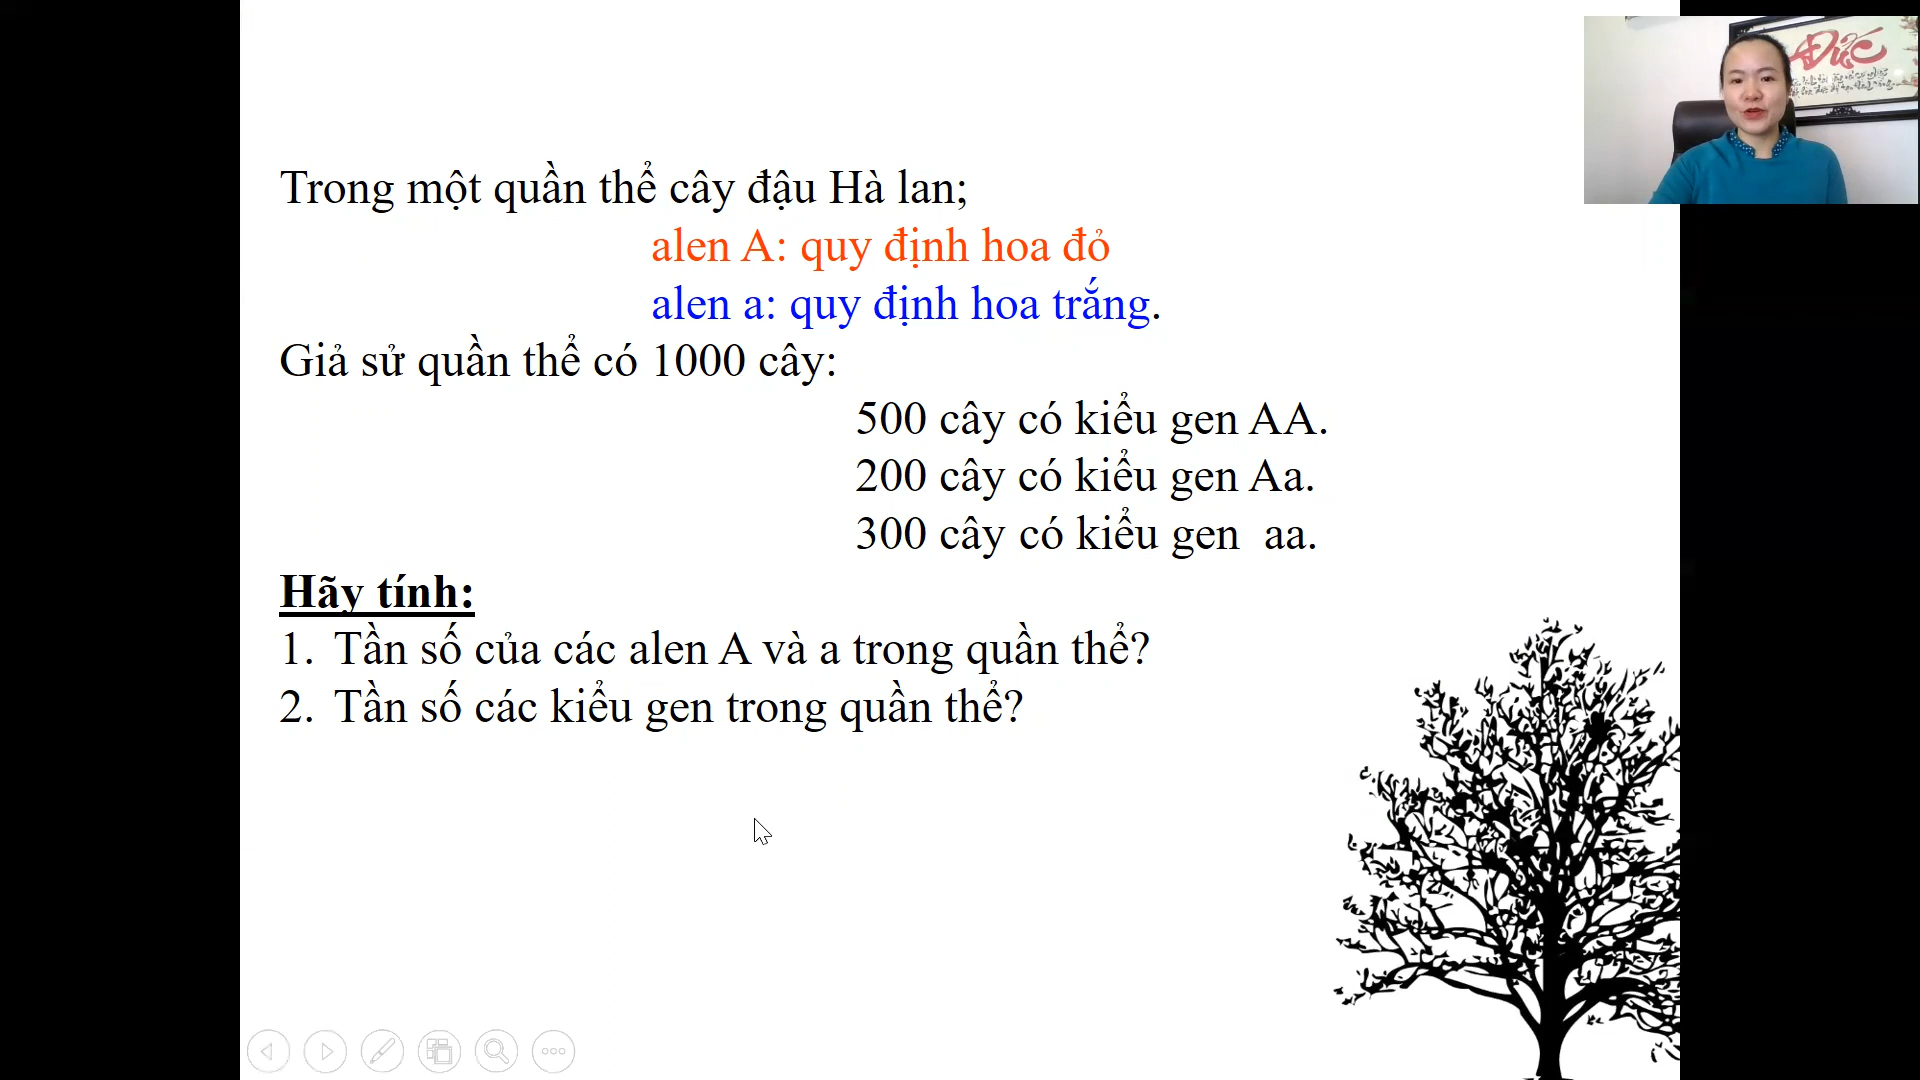 Trong một quần thể cây đậu Hà lan;
alen A: quy định hoa đỏ
alen a: quy định hoa trắng.
Giả sử quần thể có 1000 cây:
500 cây có kiểu gen AA.
200 cây có kiểu gen Aa.
300 cây có kiểu gen aa.
Hãy tính:
1. Tần số của các alen A và a trong quần thể?
2. Tần số các kiểu gen trong quần thể?
Đức